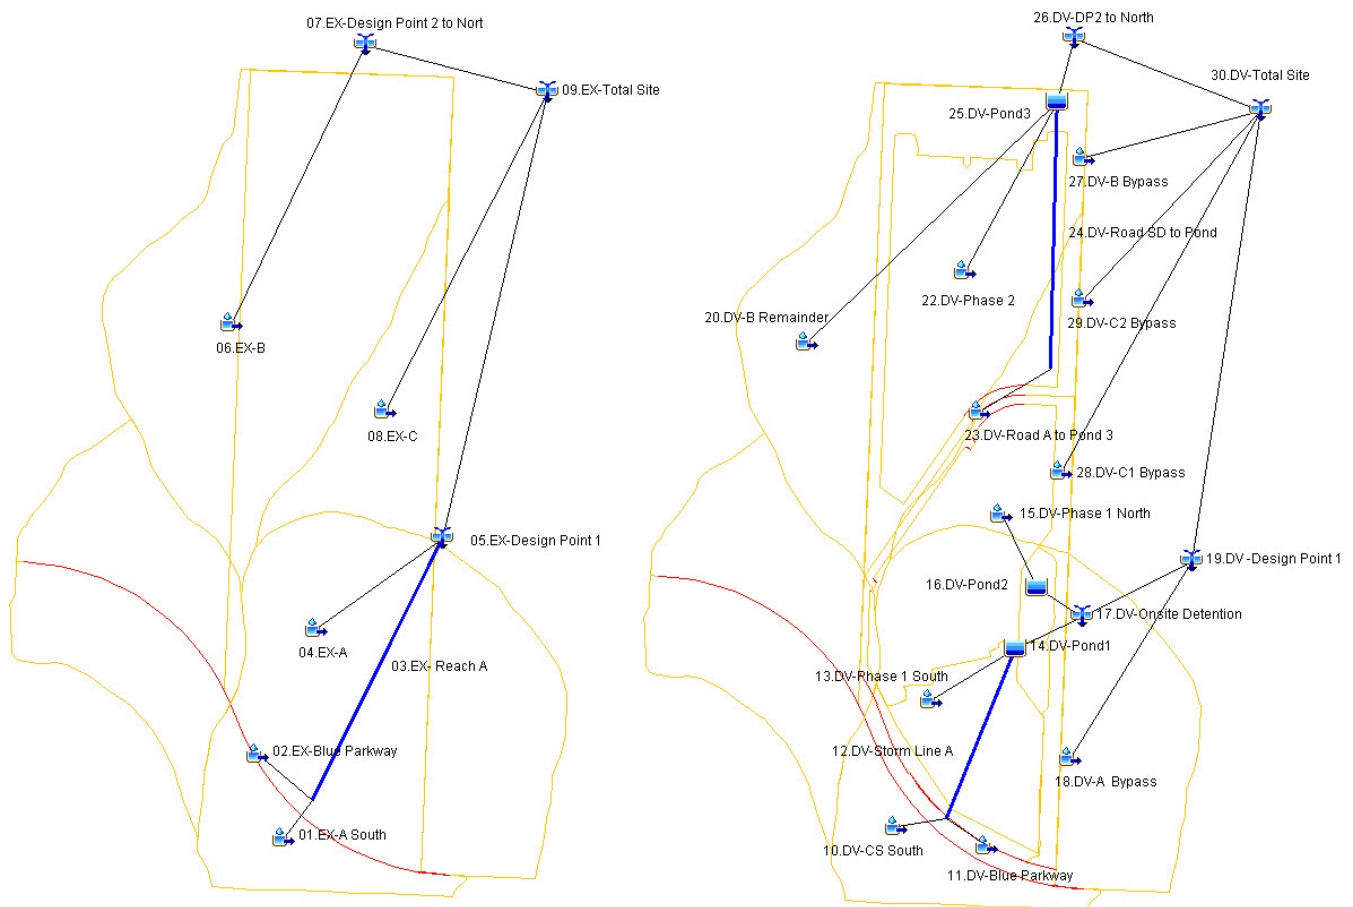 07.EX-Design Point 2 to Nort
09.EX-Total Site
06.EX-B
08.EX-C
05.EX-Design Point 1
04.EX-A
03.EX- Reach A
02.EX-Blue Parkway
01.EX-A South
26.DV-DP2 to North
30.DV-Total Site
25.DV-Pond3
27.DV-B Bypass
24.DV-Road SD to Pond
22.DV-Phase 2
20.DV-B Remainder
29.DV-C2 Bypass
23.DV-Road A to Pond 3
28.DV-C1 Bypass
15.DV-Phase 1 North
19.DV -Design Point 1
16.DV-Pond2
17.DV-Onsite Detention
14.DV-Pond1
13.DV-Phase 1 South
12.DV-Storm Line A
18.DV-A Bypass
10.DV-CS South
11.DV-Blue Parkway